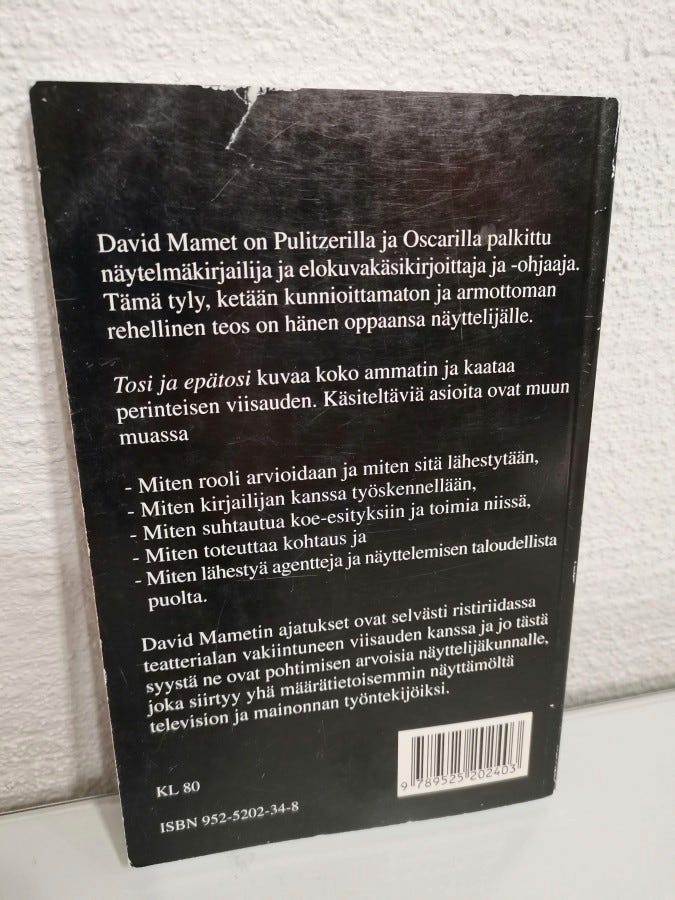 David Mamet on Pulitzerilla ja Oscarilla palkittu
näytelmäkirjailija ja elokuvakäsikirjoittaja ja -ohjaaja.
Tämä tyly, ketään kunnioittamaton ja armottoman
rehellinen teos on hänen oppaansa näyttelijälle.
Tosi ja epätosi kuvaa koko ammatin ja kaataa
perinteisen viisauden. Käsiteltäviä asioita ovat muun
muassa
- Miten rooli arvioidaan ja miten sitä lähestytään,
- Miten kirjailijan kanssa työskennellään,
- Miten suhtautua koe-esityksiin ja toimia niissä,
- Miten toteuttaa kohtaus ja
- Miten lähestyä agentteja ja näyttelemisen taloudellista
puolta.
David Mametin ajatukset ovat selvästi ristiriidassa
teatterialan vakiintuneen viisauden kanssa ja jo tästä
syystä ne ovat pohtimisen arvoisia näyttelijäkunnalle,
joka siirtyy yhä määrätietoisemmin näyttämöltä
television ja mainonnan työntekijöiksi.
KL 80
9 789525 202403
ISBN 952-5202-34-8